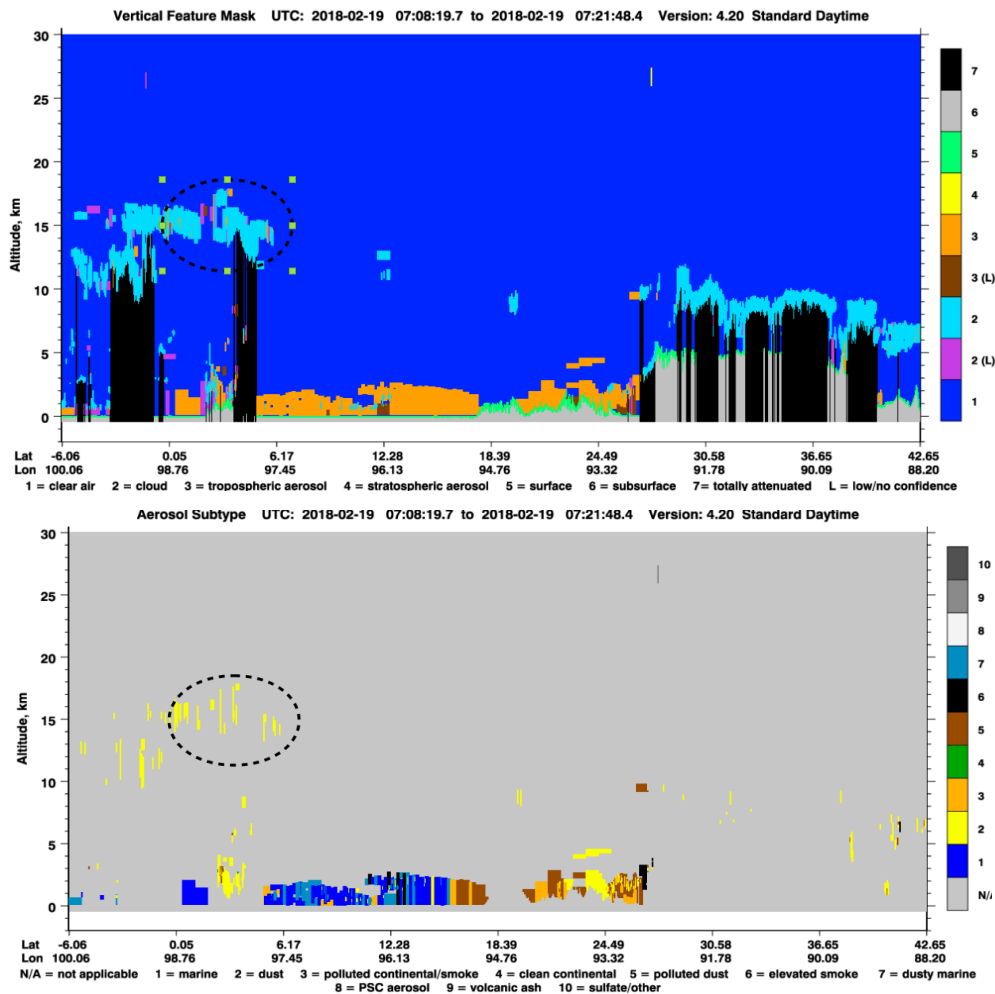 Vertical Feature Mask UTC: 2018-02-19 07:08:19.7 to 2018-02-19 07:21:48.4 Version: 4.20 Standard Daytime
30
25
20
15
10
5
0
Altitude, km
7
6
5
4
3
3 (L)
2
2 (L)
1
Lat -6.06 0.05 6.17 12.28 18.39 24.49 30.58 36.65 42.65
Lon 100.06 98.76 97.45 96.13 94.76 93.32 91.78 90.09 88.20
1 = clear air 2 = cloud 3 = tropospheric aerosol 4 = stratospheric aerosol 5 = surface 6 = subsurface 7= totally attenuated L = low/no confidence
Aerosol Subtype UTC: 2018-02-19 07:08:19.7 to 2018-02-19 07:21:48.4 Version: 4.20 Standard Daytime
30
25
20
15
10
5
0
Altitude, km
10
9
8
7
6
5
4
3
2
1
N/
Lat -6.06 0.05 6.17 12.28 18.39 24.49 30.58 36.65 42.65
Lon 100.06 98.76 97.45 96.13 94.76 93.32 91.78 90.09 88.20
N/A = not applicable 1 = marine 2 = dust 3 = polluted continental/smoke 4 = clean continental 5 = polluted dust 6 = elevated smoke 7 = dusty marine
8 = PSC aerosol 9 = volcanic ash 10 = sulfate/other